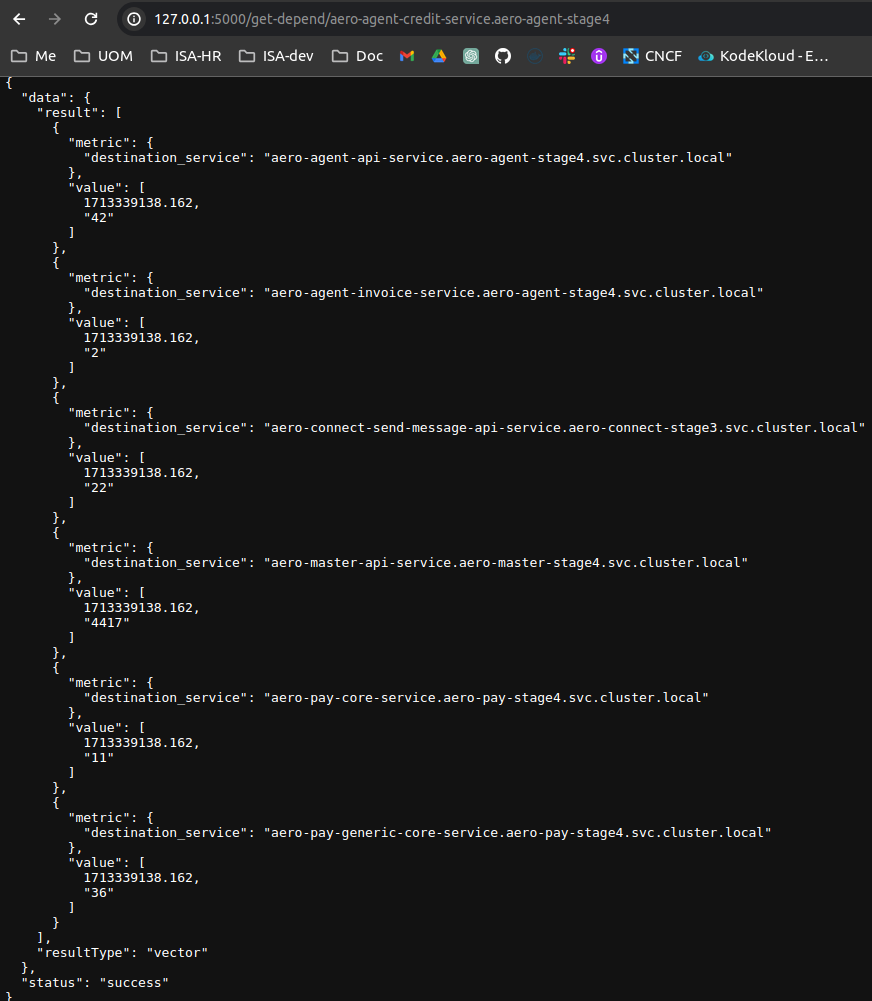 127.0.0.1:5000/get-depend/aero-agent-credit-service.aero-agent-stage4
Me UOM ISA-HR ISA-dev Doc CNCF KodeKloud - E...
{
  "data": {
    "result": [
      {
        "metric": {
          "destination_service": "aero-agent-api-service.aero-agent-stage4.svc.cluster.local"
        },
        "value": [
          1713339138.162,
          "42"
        ]
      },
      {
        "metric": {
          "destination_service": "aero-agent-invoice-service.aero-agent-stage4.svc.cluster.local"
        },
        "value": [
          1713339138.162,
          "2"
        ]
      },
      {
        "metric": {
          "destination_service": "aero-connect-send-message-api-service.aero-connect-stage3.svc.cluster.local"
        },
        "value": [
          1713339138.162,
          "22"
        ]
      },
      {
        "metric": {
          "destination_service": "aero-master-api-service.aero-master-stage4.svc.cluster.local"
        },
        "value": [
          1713339138.162,
          "4417"
        ]
      },
      {
        "metric": {
          "destination_service": "aero-pay-core-service.aero-pay-stage4.svc.cluster.local"
        },
        "value": [
          1713339138.162,
          "11"
        ]
      },
      {
        "metric": {
          "destination_service": "aero-pay-generic-core-service.aero-pay-stage4.svc.cluster.local"
        },
        "value": [
          1713339138.162,
          "36"
        ]
      }
    ],
    "resultType": "vector"
  },
  "status": "success"
}